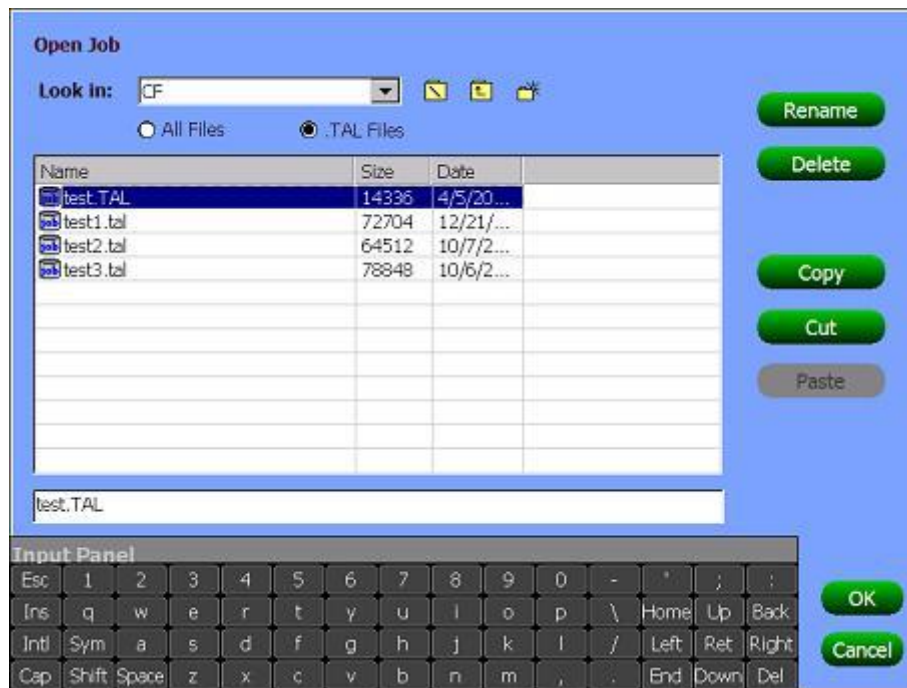 Open Job
Look in: CF
All Files .TAL Files
Rename
Delete
Name Size Date
test.TAL 14336 4/5/20...
test1.tal 72704 12/21/...
test2.tal 64512 10/7/2...
test3.tal 78848 10/6/2...
Copy
Cut
Paste
test.TAL
Input Panel
Esc 1 2 3 4 5 6 7 8 9 0 - ' ; :
Ins q w e r t y u i o p \ Home Up Back
Intl Sym a s d f g h j k l / Left Ret Right
Cap Shift Space z x c v b n m , . End Down Del
OK
Cancel